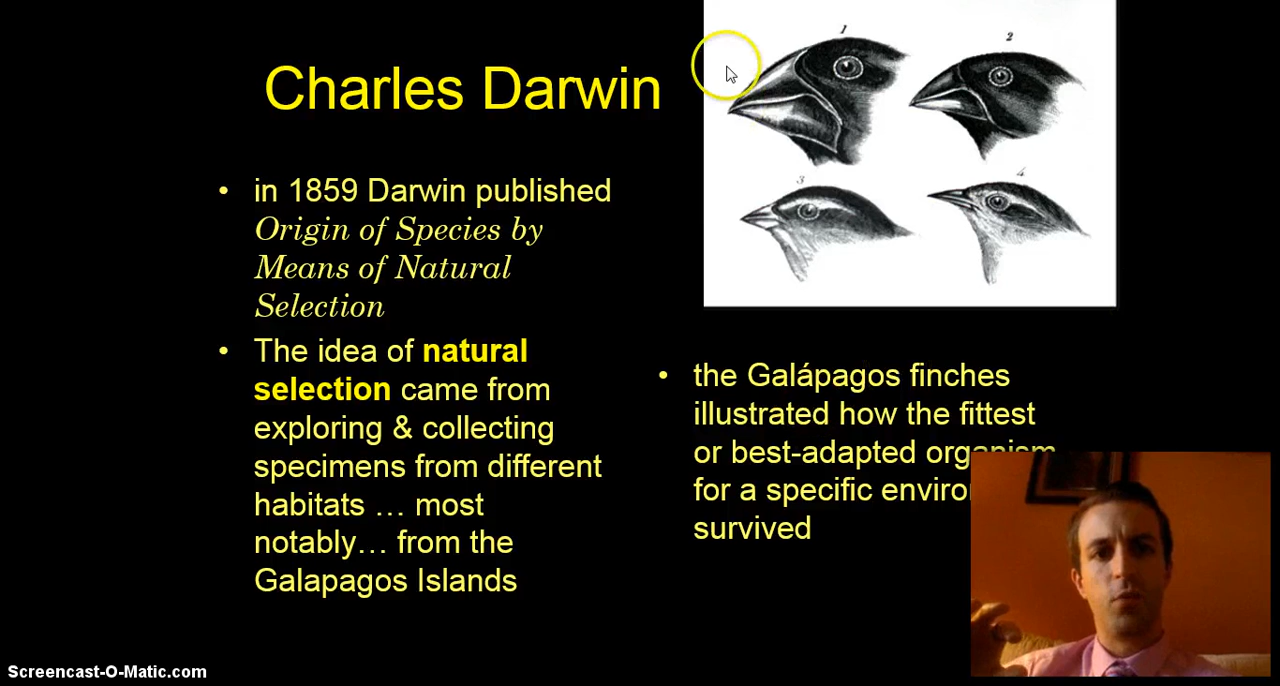 Charles Darwin
• in 1859 Darwin published
Origin of Species by
Means of Natural
Selection
• The idea of natural
selection came from
exploring & collecting
specimens from different
habitats … most
notably… from the
Galapagos Islands
1
2
3
4
• the Galápagos finches
illustrated how the fittest
or best-adapted organism
for a specific
survived
Screencast-O-Matic.com